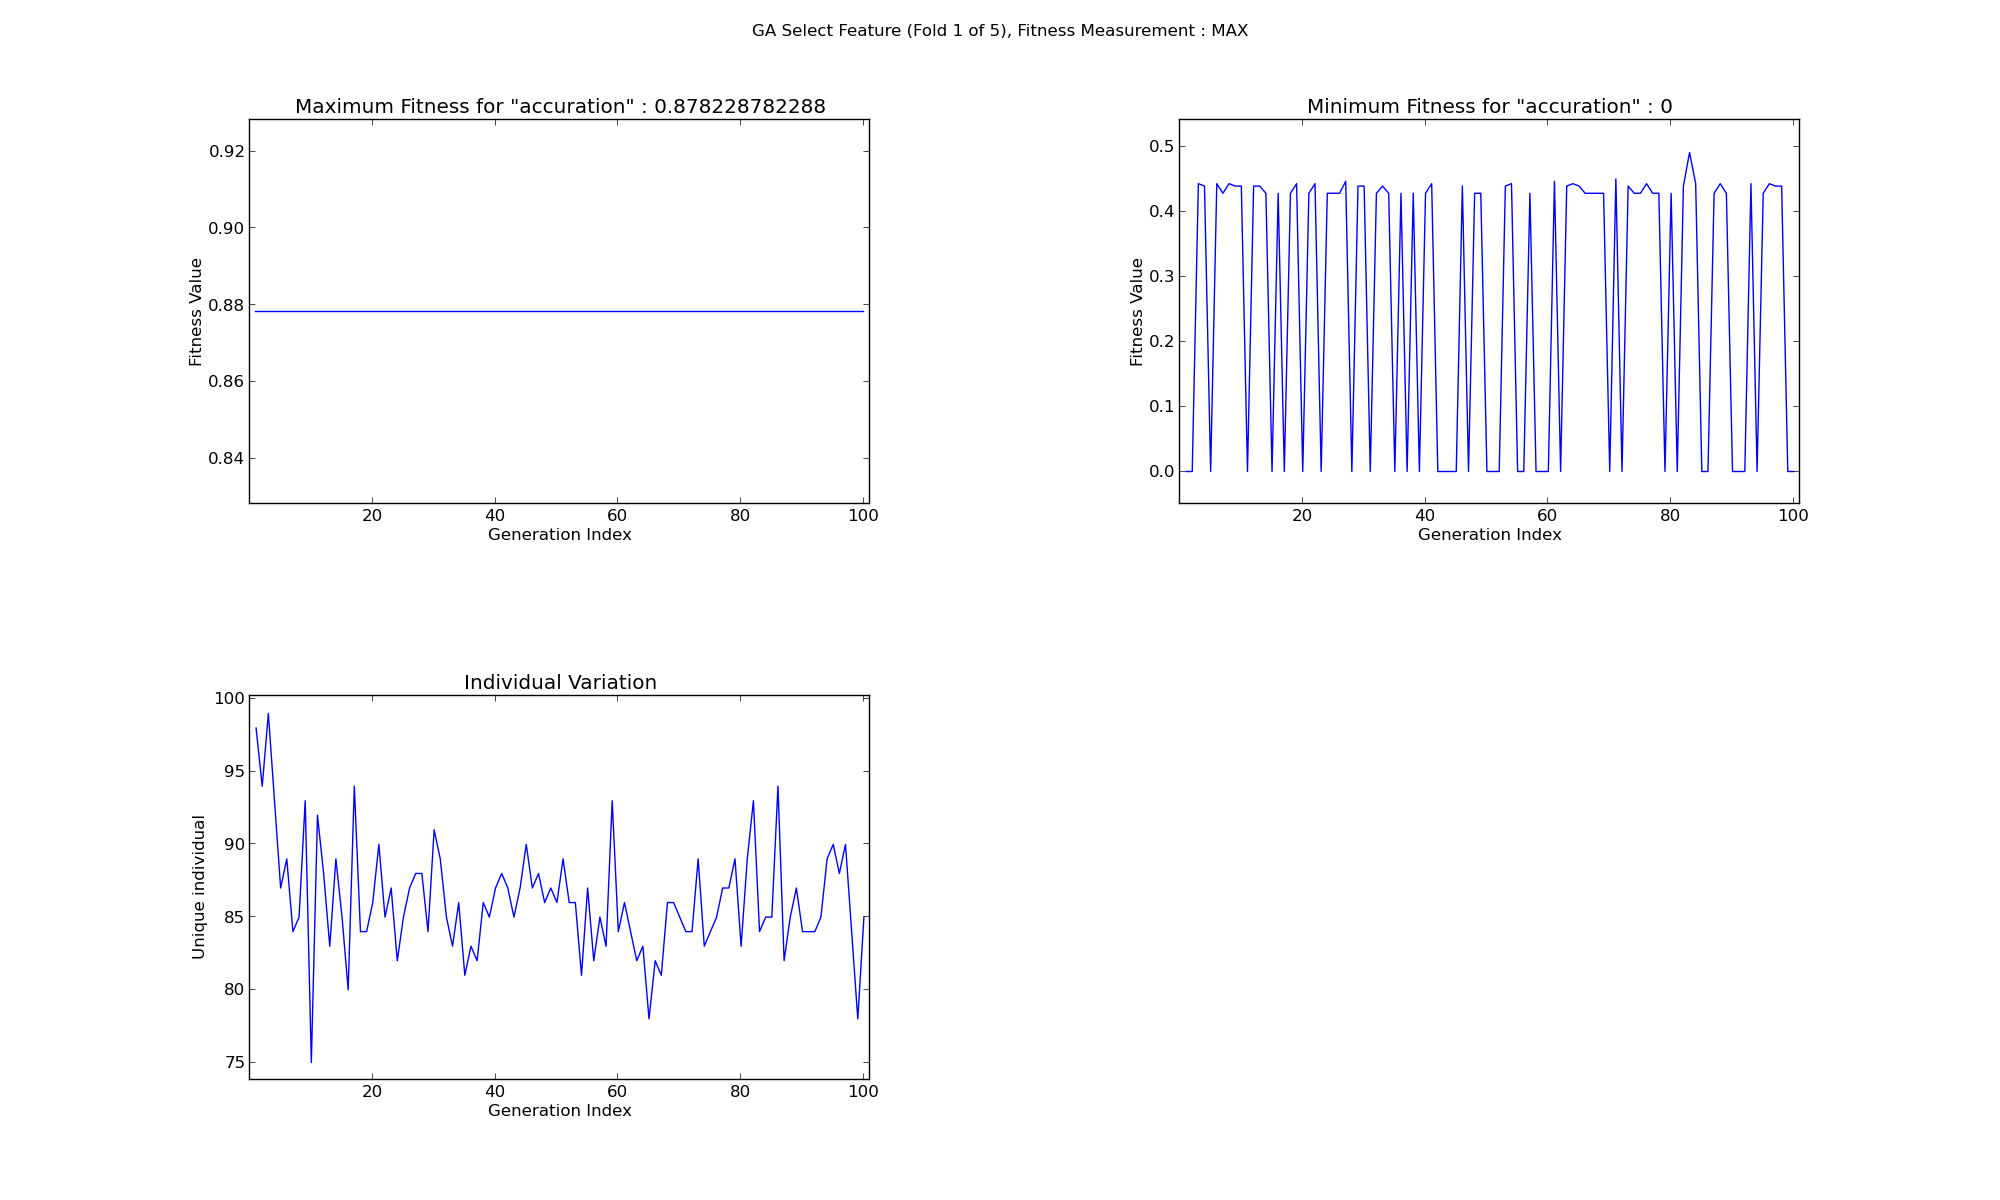 GA Select Feature (Fold 1 of 5), Fitness Measurement : MAX
Maximum Fitness for "accuration" : 0.878228782288
0.92
0.90
0.88
0.86
0.84
Fitness Value
20 40 60 80 100
Generation Index
Minimum Fitness for "accuration" : 0
0.5
0.4
0.3
0.2
0.1
0.0
Fitness Value
20 40 60 80 100
Generation Index
Individual Variation
100
95
90
85
80
75
Unique individual
20 40 60 80 100
Generation Index